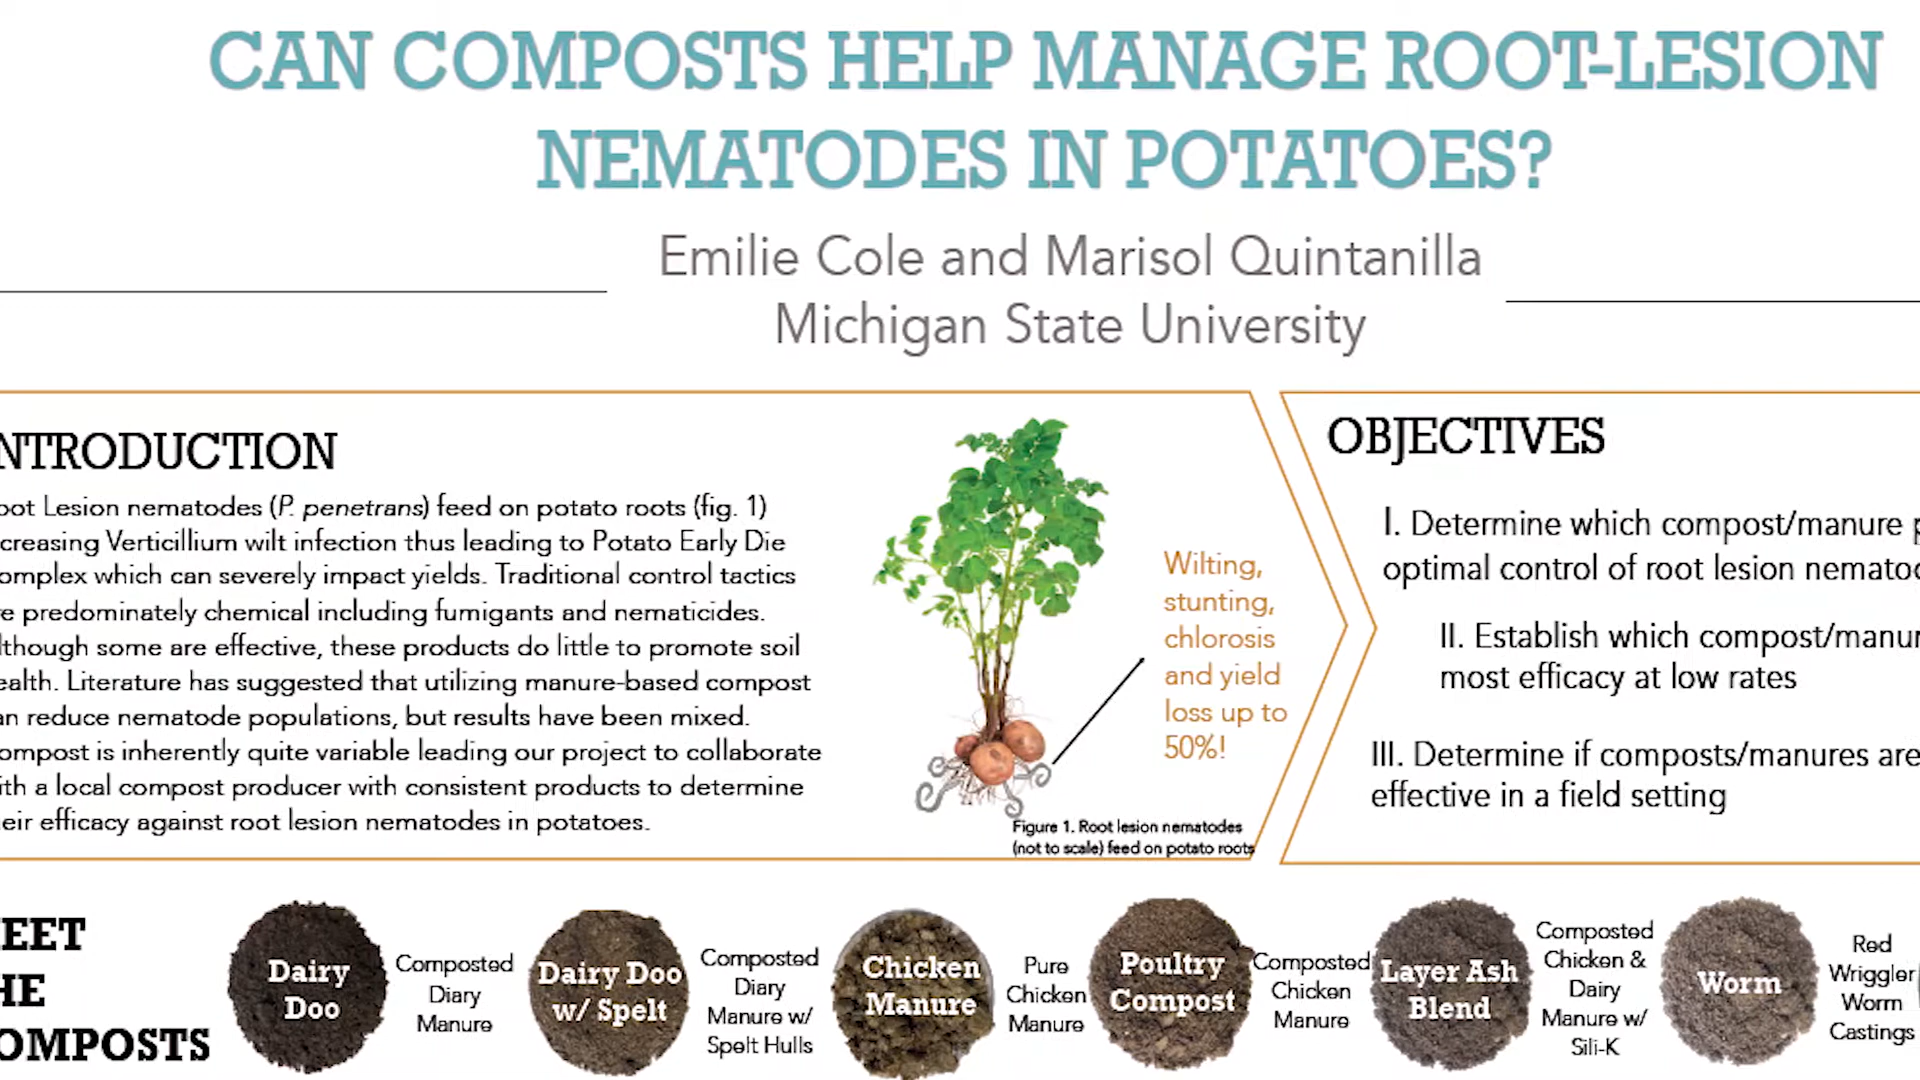 CAN COMPOSTS HELP MANAGE ROOT-LESION
NEMATODES IN POTATOES?
Emilie Cole and Marisol Quintanilla
Michigan State University
NTRODUCTION
oot Lesion nematodes (P. penetrans) feed on potato roots (fig. 1)
creasing Verticillium wilt infection thus leading to Potato Early Die
omplex which can severely impact yields. Traditional control tactics
re predominately chemical including fumigants and nematicides.
lthough some are effective, these products do little to promote soil
ealth. Literature has suggested that utilizing manure-based compost
an reduce nematode populations, but results have been mixed.
ompost is inherently quite variable leading our project to collaborate
ith a local compost producer with consistent products to determine
eir efficacy against root lesion nematodes in potatoes.
Wilting,
stunting,
chlorosis
and yield
loss up to
50%!
Figure 1. Root lesion nematodes
(not to scale) feed on potato roots
OBJECTIVES
I. Determine which compost/manure p
optimal control of root lesion nemato
II. Establish which compost/manur
most efficacy at low rates
III. Determine if composts/manures are
effective in a field setting
EET
HE
OMPOSTS
Dairy
Doo
Composted
Diary
Manure
Dairy Doo
w/ Spelt
Composted
Diary
Manure w/
Spelt Hulls
Chicken
Manure
Pure
Chicken
Manure
Poultry
Compost
Composted
Chicken
Manure
Layer Ash
Blend
Composted
Chicken &
Dairy
Manure w/
Sili-K
Worm
Red
Wriggler
Worm
Castings